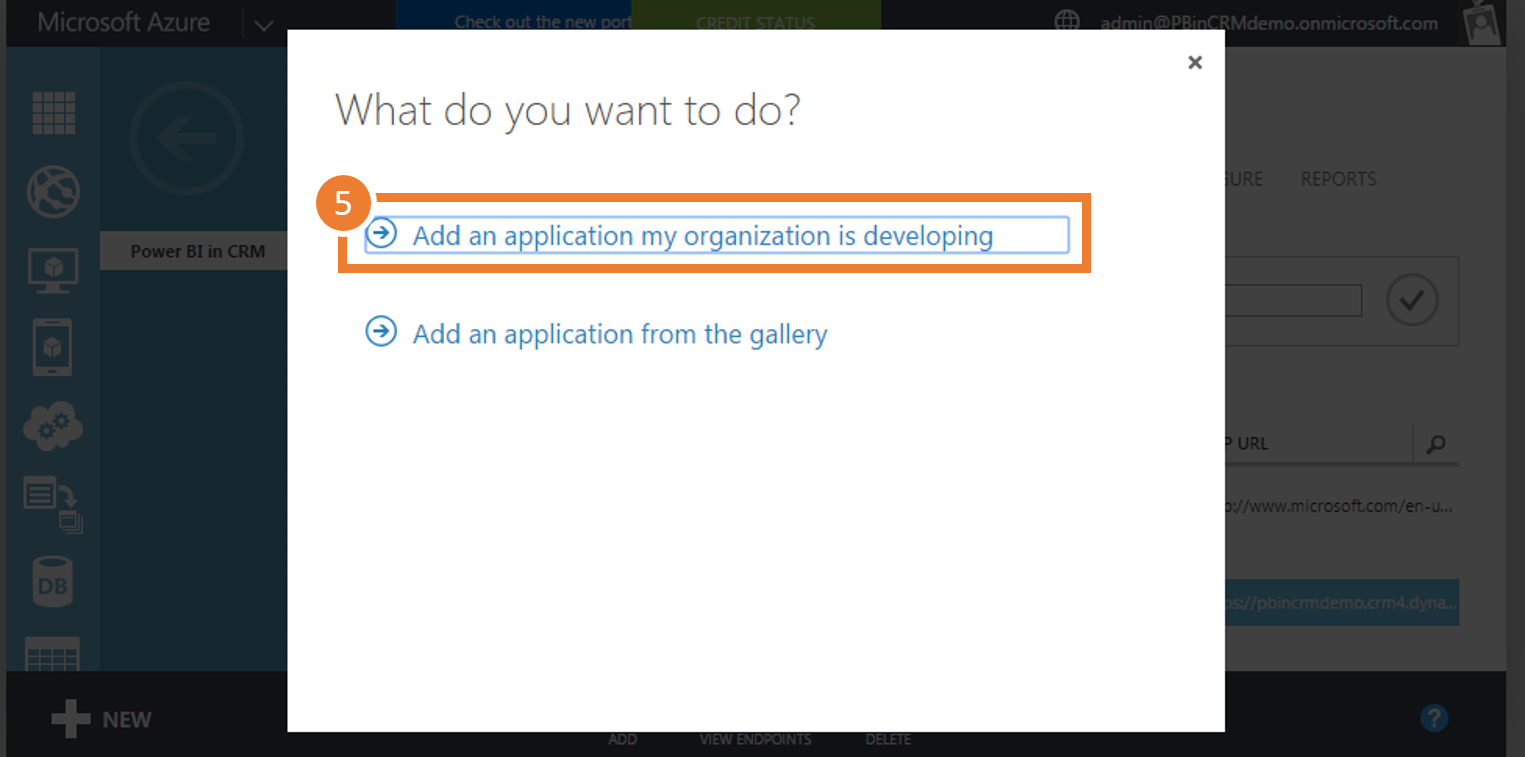 Microsoft Azure
Check out the new port
CREDIT STATUS
admin@PBinCRMdemo.onmicrosoft.com
What do you want to do?
SURE
REPORTS
5
Add an application my organization is developing
Power BI in CRM
Add an application from the gallery
P URL
p://www.microsoft.com/en-u...
DB
ps://pbincrmdemo.crm4.dyna...
NEW
?
ADD
VIEW ENDPOINTS
DELETE